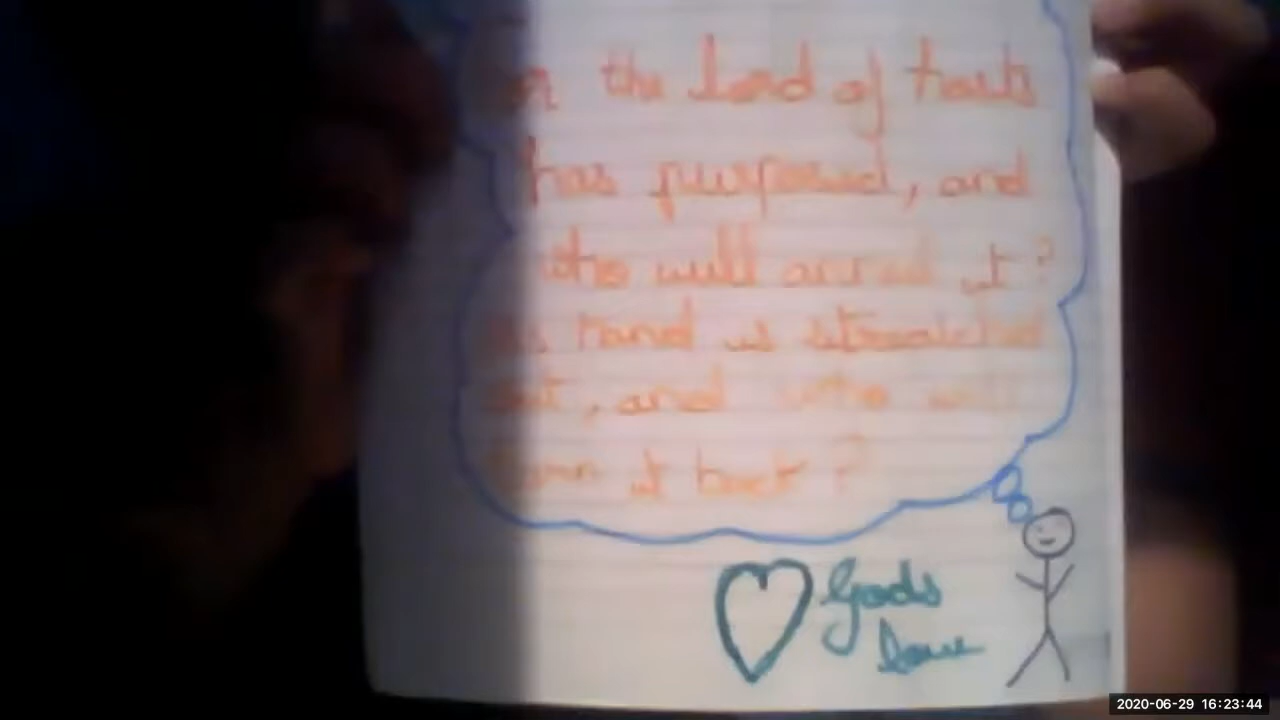 the Lord of hosts
has purposed, and
who will annul it?
hand is stretched
out, and who will
turn it back?
Gods
love
2020-06-29 16:23:44